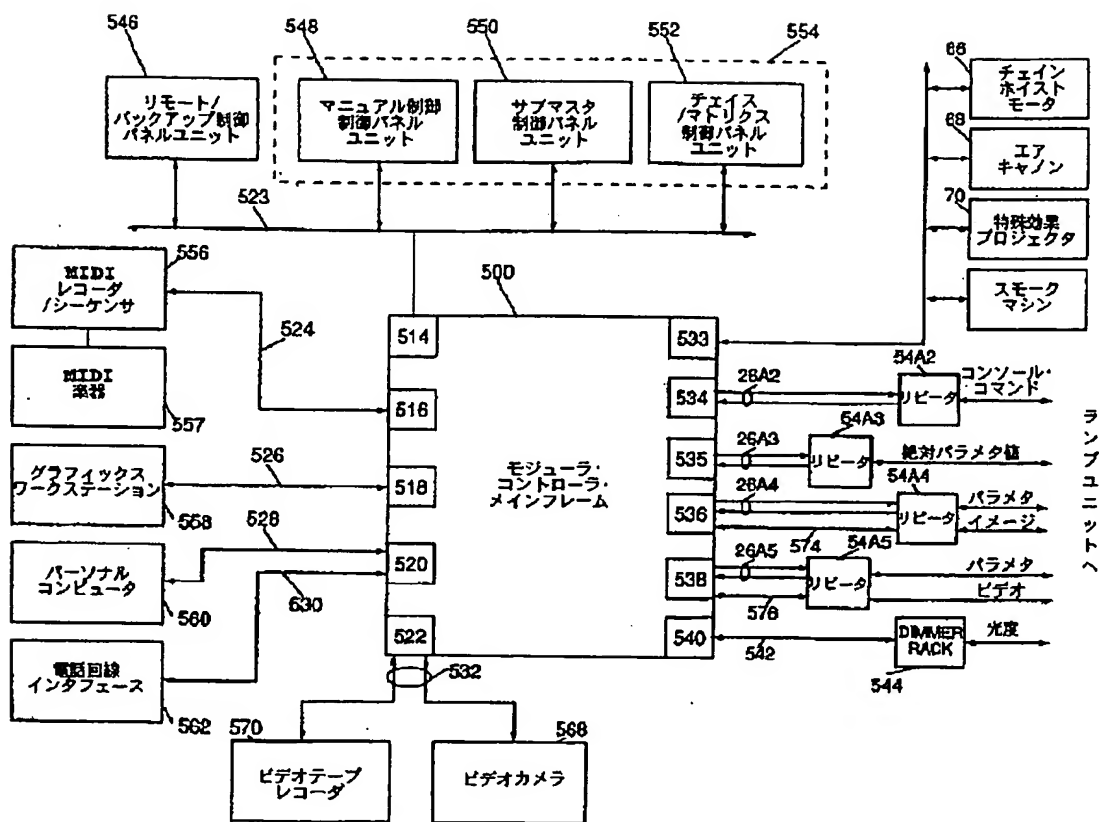 546
548
550
552
554
リモート/
バックアップ制御
パネルユニット
マニュアル制御
制御パネル
ユニット
サブマスタ
制御パネル
ユニット
チェイス
/マトリクス
制御パネル
ユニット
66
チェイン
ホイスト
モータ
68
エア
キャノン
70
特殊効果
プロジェクタ
スモーク
マシン
523
556
MIDI
レコーダ
/シーケンサ
524
MIDI
楽器
557
グラフィックス
ワークステーション
558
526
パーソナル
コンピュータ
560
528
530
電話回線
インタフェース
562
500
514
516
518
520
522
モジューラ・
コントローラ・
メインフレーム
533
534
535
536
538
540
26A2
54A2
リピータ
コンソール・
コマンド
26A3
54A3
リピータ
絶対パラメタ値
26A4
54A4
リピータ
パラメタ
イメージ
574
26A5
54A5
リピータ
パラメタ
ビデオ
576
542
DIMMER
RACK
544
光度
ランプユニットへ
532
570
ビデオテープ
レコーダ
568
ビデオカメラ